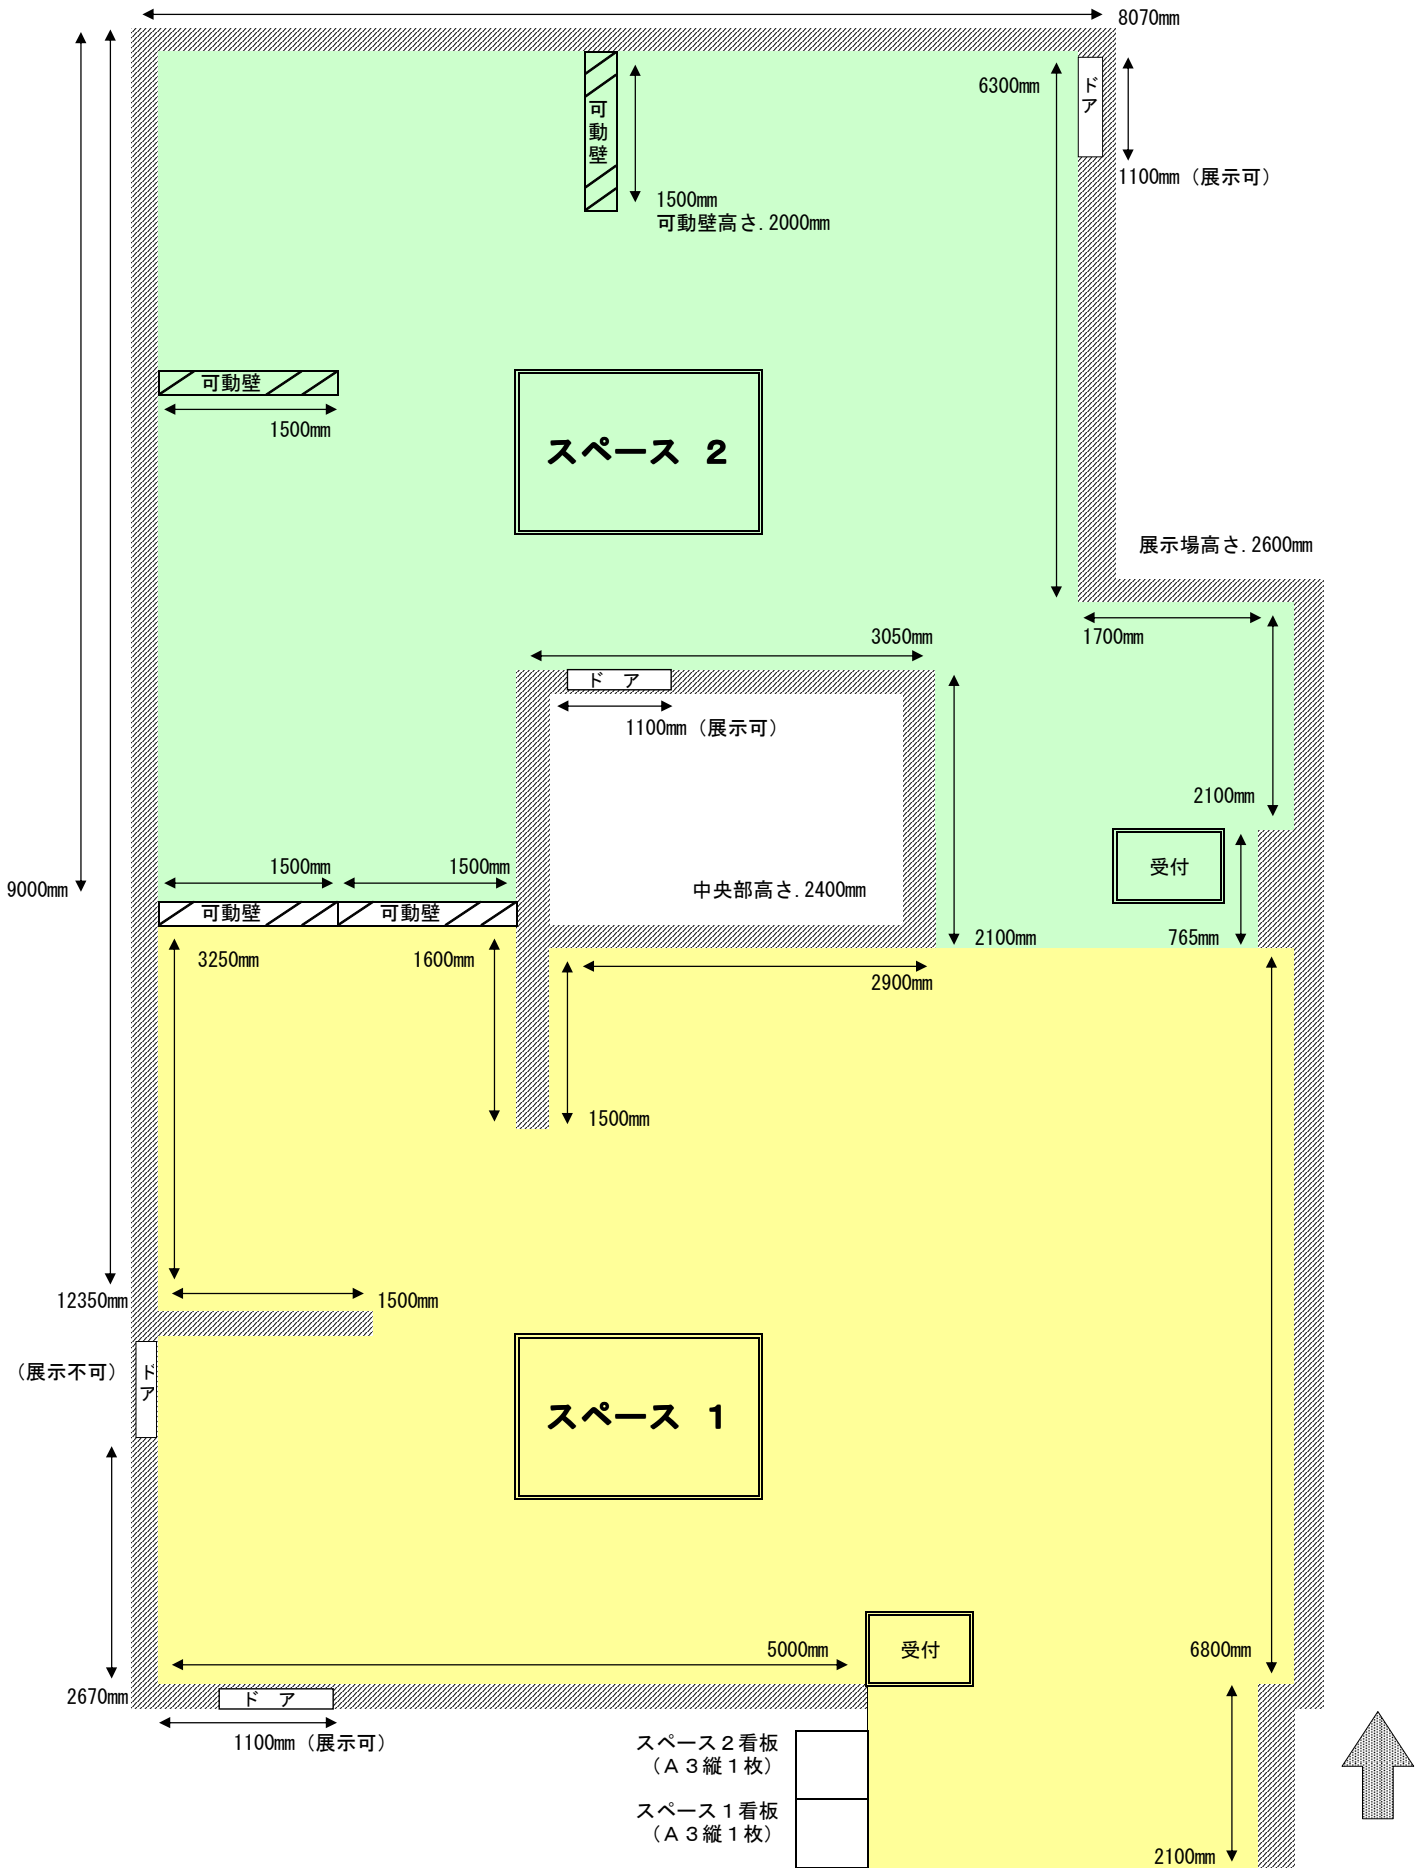 8070mm
6300mm
ドア
可動壁
1100mm（展示可）
1500mm
可動壁高さ.2000mm
可動壁
1500mm
スペース 2
展示場高さ.2600mm
3050mm
1700mm
ド ア
1100mm（展示可）
2100mm
受付
1500mm
1500mm
9000mm
中央部高さ.2400mm
可動壁
可動壁
2100mm
765mm
3250mm
1600mm
2900mm
1500mm
12350mm
1500mm
（展示不可）
ドア
スペース 1
5000mm
受付
6800mm
2670mm
ド ア
1100mm（展示可）
スペース２看板
（Ａ３縦１枚）
スペース１看板
（Ａ３縦１枚）
2100mm